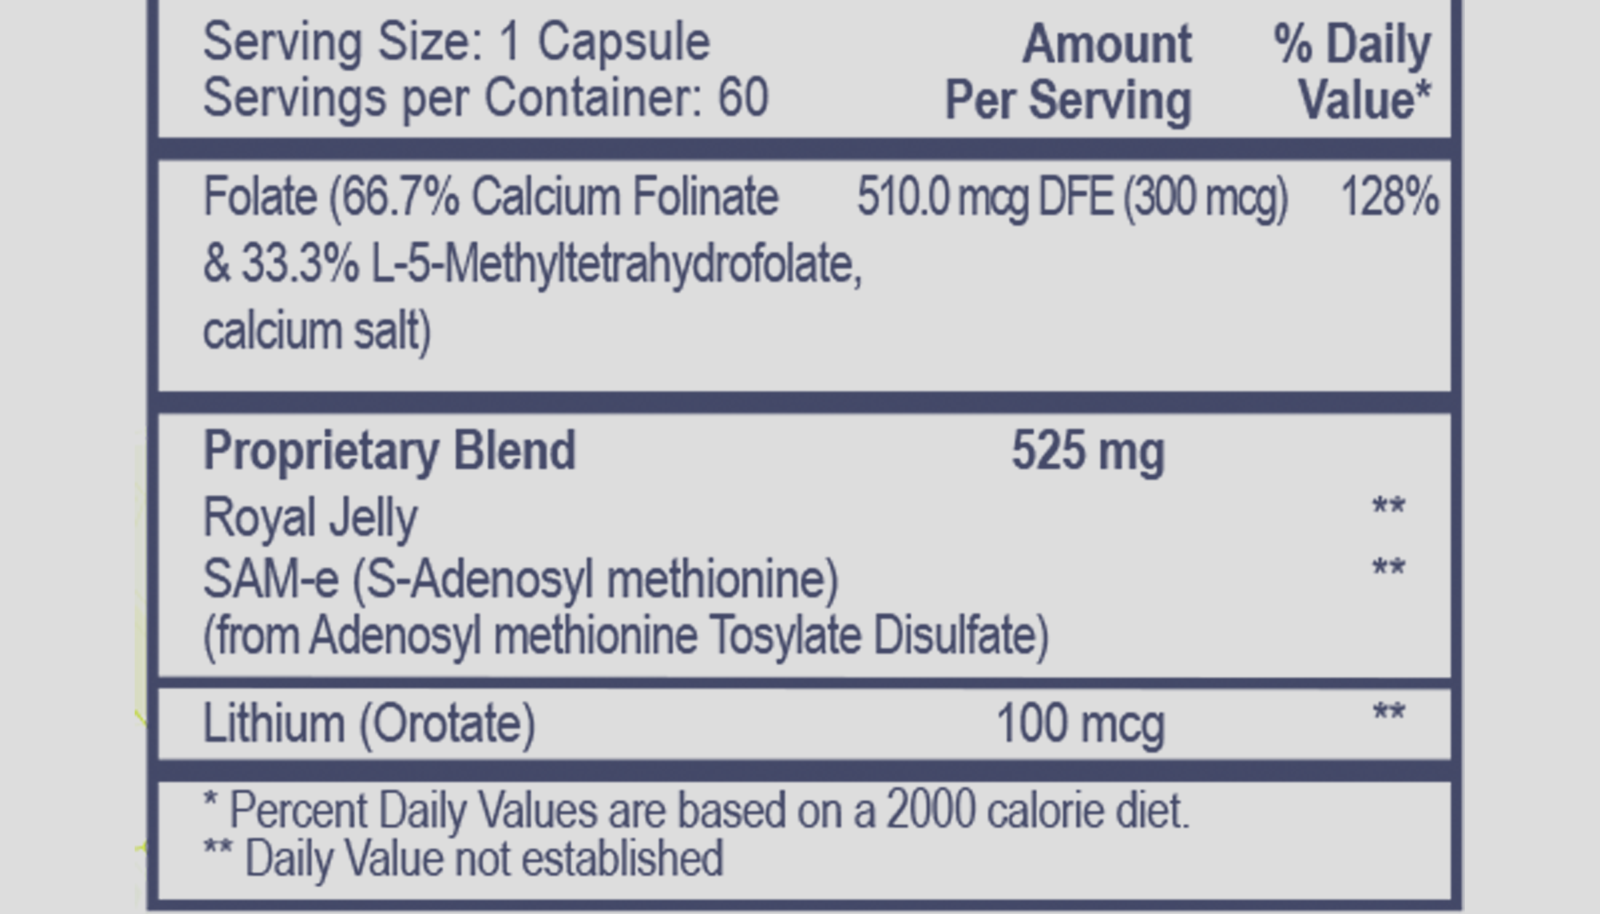 Serving Size: 1 Capsule
Servings per Container: 60
Amount Per Serving
% Daily Value*
Folate (66.7% Calcium Folinate 510.0 mcg DFE (300 mcg) 128%
& 33.3% L-5-Methyltetrahydrofolate,
calcium salt)
Proprietary Blend 525 mg
Royal Jelly **
SAM-e (S-Adenosyl methionine) **
(from Adenosyl methionine Tosylate Disulfate)
Lithium (Orotate) 100 mcg **
* Percent Daily Values are based on a 2000 calorie diet.
** Daily Value not established